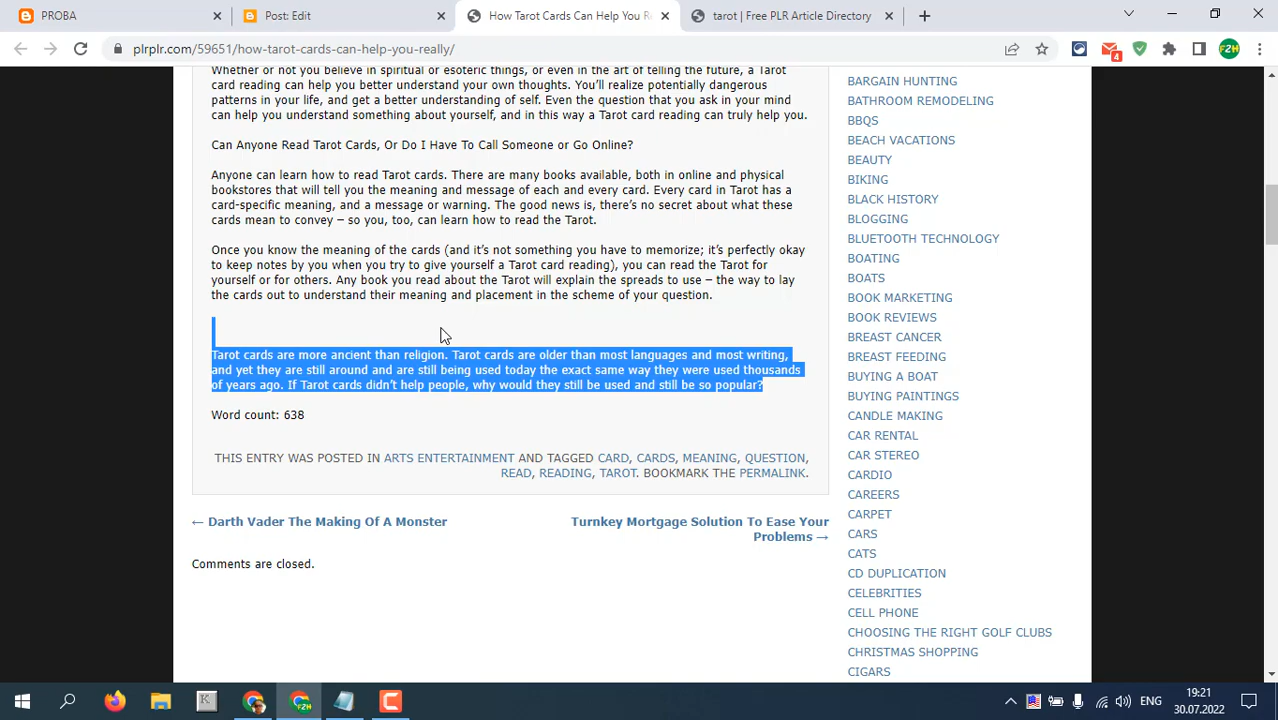 PROBA
Post: Edit
How Tarot Cards Can Help You R
tarot | Free PLR Article Directory
plrplr.com/59651/how-tarot-cards-can-help-you-really/
4
F2H
Whether or not you believe in spiritual or esoteric things, or even in the art of telling the future, a Tarot
card reading can help you better understand your own thoughts. You'll realize potentially dangerous
patterns in your life, and get a better understanding of self. Even the question that you ask in your mind
can help you understand something about yourself, and in this way a Tarot card reading can truly help you.
Can Anyone Read Tarot Cards, Or Do I Have To Call Someone or Go Online?
Anyone can learn how to read Tarot cards. There are many books available, both in online and physical
bookstores that will tell you the meaning and message of each and every card. Every card in Tarot has a
card-specific meaning, and a message or warning. The good news is, there's no secret about what these
cards mean to convey – so you, too, can learn how to read the Tarot.
Once you know the meaning of the cards (and it's not something you have to memorize; it's perfectly okay
to keep notes by you when you try to give yourself a Tarot card reading), you can read the Tarot for
yourself or for others. Any book you read about the Tarot will explain the spreads to use – the way to lay
the cards out to understand their meaning and placement in the scheme of your question.
Tarot cards are more ancient than religion. Tarot cards are older than most languages and most writing,
and yet they are still around and are still being used today the exact same way they were used thousands
of years ago. If Tarot cards didn't help people, why would they still be used and still be so popular?
Word count: 638
THIS ENTRY WAS POSTED IN ARTS ENTERTAINMENT AND TAGGED CARD, CARDS, MEANING, QUESTION,
READ, READING, TAROT. BOOKMARK THE PERMALINK.
← Darth Vader The Making Of A Monster
Turnkey Mortgage Solution To Ease Your
Problems →
Comments are closed.
BARGAIN HUNTING
BATHROOM REMODELING
BBQS
BEACH VACATIONS
BEAUTY
BIKING
BLACK HISTORY
BLOGGING
BLUETOOTH TECHNOLOGY
BOATING
BOATS
BOOK MARKETING
BOOK REVIEWS
BREAST CANCER
BREAST FEEDING
BUYING A BOAT
BUYING PAINTINGS
CANDLE MAKING
CAR RENTAL
CAR STEREO
CARDIO
CAREERS
CARPET
CARS
CATS
CD DUPLICATION
CELEBRITIES
CELL PHONE
CHOOSING THE RIGHT GOLF CLUBS
CHRISTMAS SHOPPING
CIGARS
K
F2H
ENG
19:21
30.07.2022